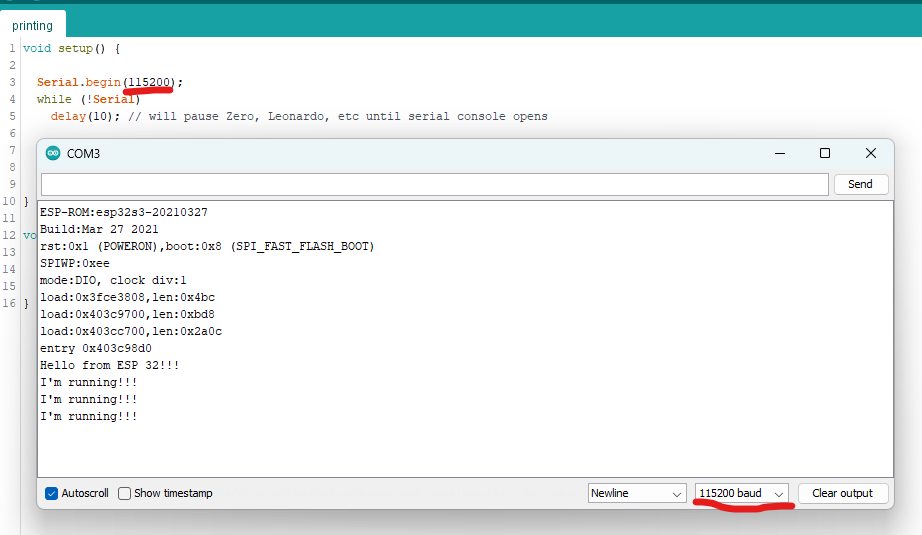 printing
1 void setup() {
2
3 Serial.begin(115200);
4 while (!Serial)
5 delay(10); // will pause Zero, Leonardo, etc until serial console opens
6
7
8
9
10 }
11
12 vo
13
14
15
16 }
COM3
Send
ESP-ROM:esp32s3-20210327
Build:Mar 27 2021
rst:0x1 (POWERON),boot:0x8 (SPI_FAST_FLASH_BOOT)
SPIWP:0xee
mode:DIO, clock div:1
load:0x3fce3808,len:0x4bc
load:0x403c9700,len:0xbd8
load:0x403cc700,len:0x2a0c
entry 0x403c98d0
Hello from ESP 32!!!
I'm running!!!
I'm running!!!
I'm running!!!
Autoscroll Show timestamp Newline 115200 baud Clear output